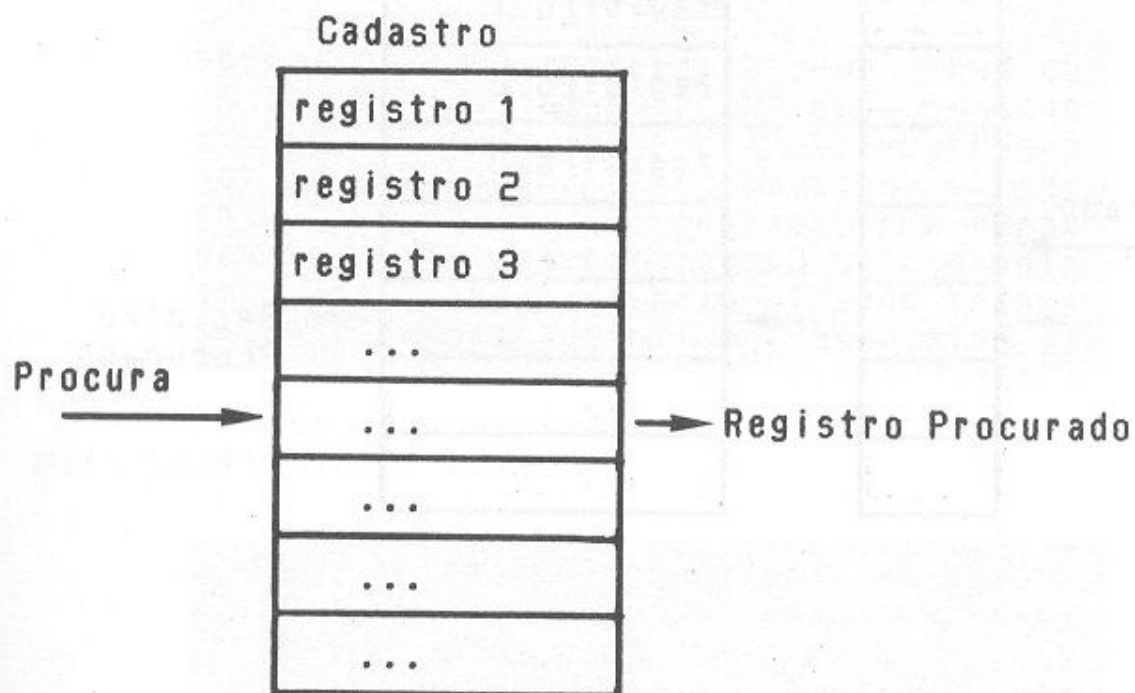 Cadastro
registro 1
registro 2
registro 3
...
Procura
...
Registro Procurado
...
...
...